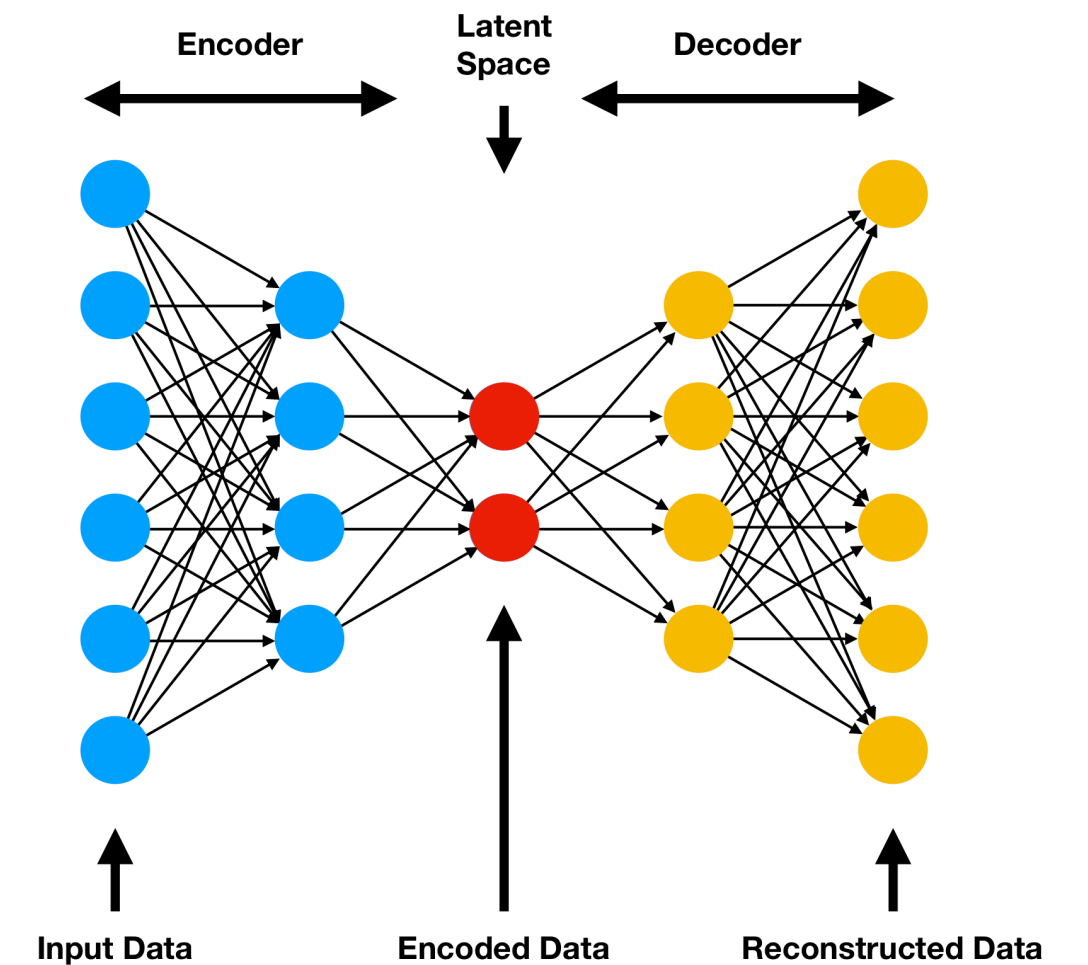 Encoder
Latent
Space
Decoder
Input Data
Encoded Data
Reconstructed Data